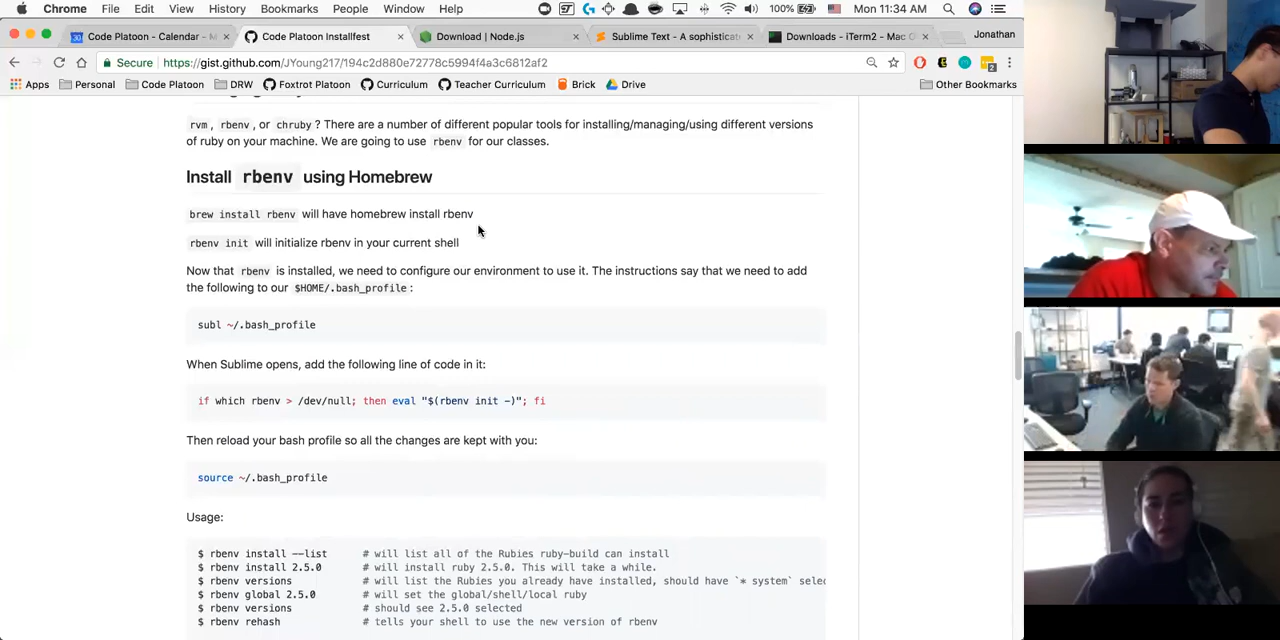 Chrome File Edit View History Bookmarks People Window Help 100% Mon 11:34 AM
Code Platoon - Calendar - M Code Platoon Installfest Download | Node.js Sublime Text - A sophisticate Downloads - iTerm2 - Mac O Jonathan
Secure https://gist.github.com/JYoung217/194c2d880e72778c5994f4a3c6812af2
Apps Personal Code Platoon DRW Foxtrot Platoon Curriculum Teacher Curriculum Brick Drive Other Bookmarks
rvm, rbenv, or chruby? There are a number of different popular tools for installing/managing/using different versions
of ruby on your machine. We are going to use rbenv for our classes.
Install rbenv using Homebrew
brew install rbenv will have homebrew install rbenv
rbenv init will initialize rbenv in your current shell
Now that rbenv is installed, we need to configure our environment to use it. The instructions say that we need to add
the following to our $HOME/.bash_profile:
subl ~/.bash_profile
When Sublime opens, add the following line of code in it:
if which rbenv > /dev/null; then eval "$(rbenv init -)"; fi
Then reload your bash profile so all the changes are kept with you:
source ~/.bash_profile
Usage:
$ rbenv install --list # will list all of the Rubies ruby-build can install
$ rbenv install 2.5.0 # will install ruby 2.5.0. This will take a while.
$ rbenv versions # will list the Rubies you already have installed, should have `* system` selec
$ rbenv global 2.5.0 # will set the global/shell/local ruby
$ rbenv versions # should see 2.5.0 selected
$ rbenv rehash # tells your shell to use the new version of rbenv